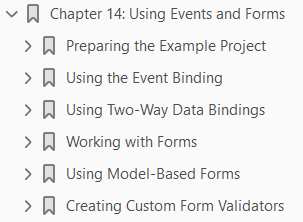 Chapter 14: Using Events and Forms
Preparing the Example Project
Using the Event Binding
Using Two-Way Data Bindings
Working with Forms
Using Model-Based Forms
Creating Custom Form Validators